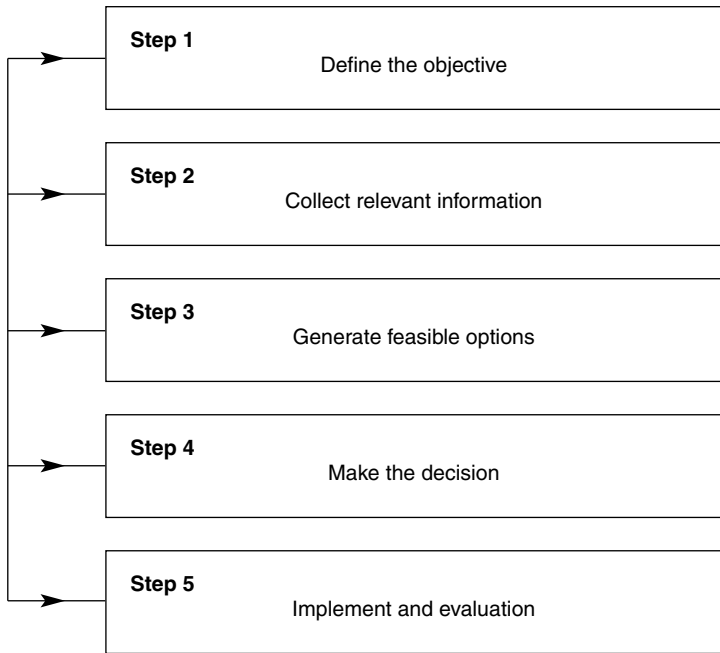 Step 1
Define the objective
Step 2
Collect relevant information
Step 3
Generate feasible options
Step 4
Make the decision
Step 5
Implement and evaluation